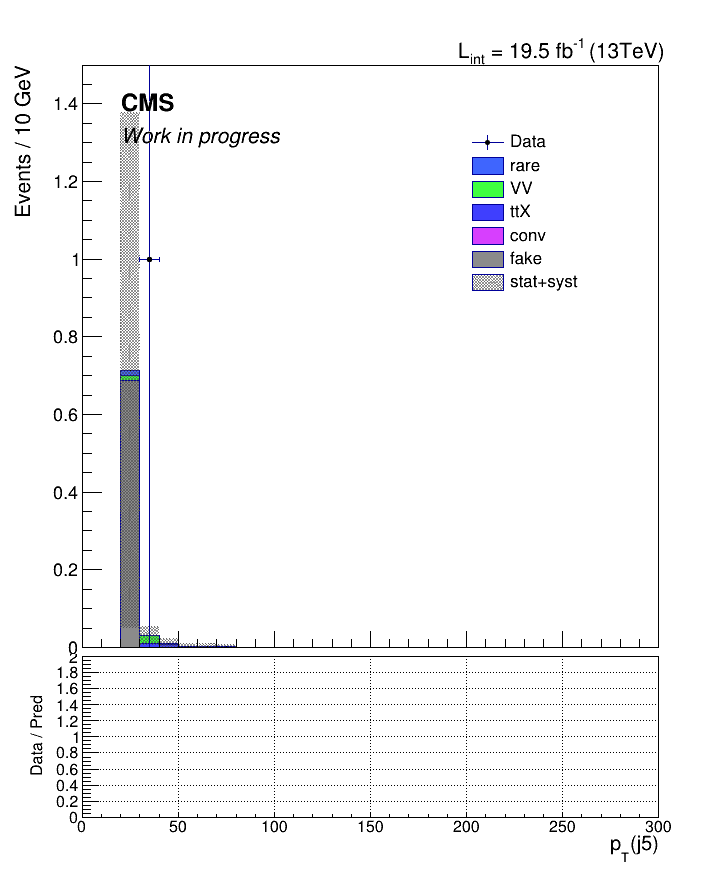 L_int = 19.5 fb^-1 (13TeV)
Events / 10 GeV
CMS
Work in progress
1.4
1.2
1
0.8
0.6
0.4
0.2
0
Data
rare
VV
ttX
conv
fake
stat+syst
Data / Pred
2
1.8
1.6
1.4
1.2
1
0.8
0.6
0.4
0.2
0
0 50 100 150 200 250 300
p_T(j5)